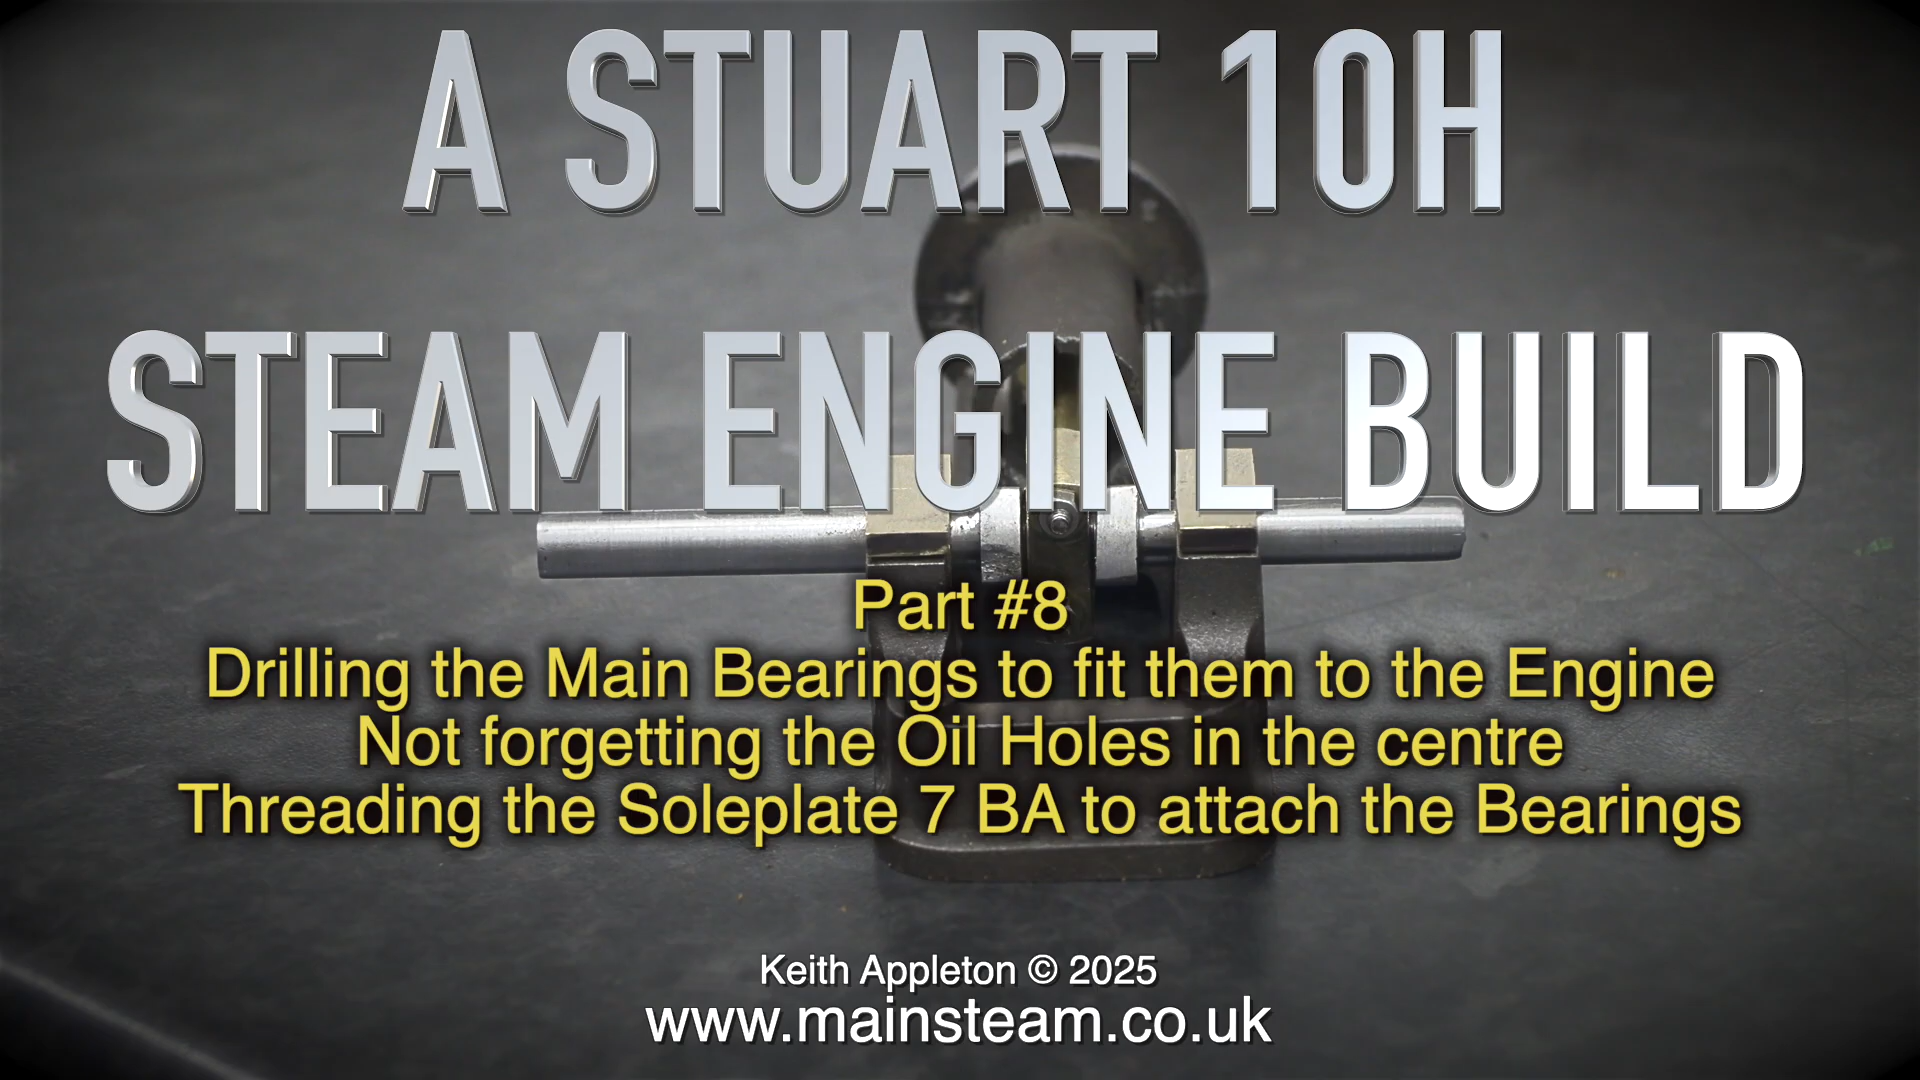 A STUART 10H
STEAM ENGINE BUILD
Part #8
Drilling the Main Bearings to fit them to the Engine
Not forgetting the Oil Holes in the centre
Threading the Soleplate 7 BA to attach the Bearings
Keith Appleton © 2025
www.mainsteam.co.uk